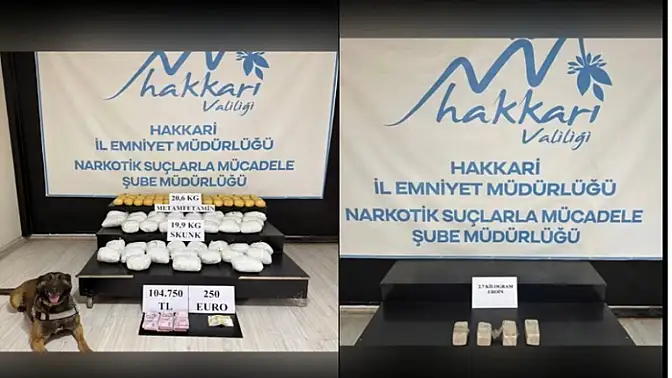 hakkari
Valiliği
HAKKARİ
İL EMNİYET MÜDÜRLÜĞÜ
NARKOTİK SUÇLARLA MÜCADELE
ŞUBE MÜDÜRLÜĞÜ
20,6 KG
METAMFETAMİN
19,9 KG
SKUNK
104.750
TL
250
EURO
hakkari
Valiliği
HAKKARİ
İL EMNİYET MÜDÜRLÜĞÜ
NARKOTİK SUÇLARLA MÜCADELE
ŞUBE MÜDÜRLÜĞÜ
2.7 KİLOGRAM
EROİN